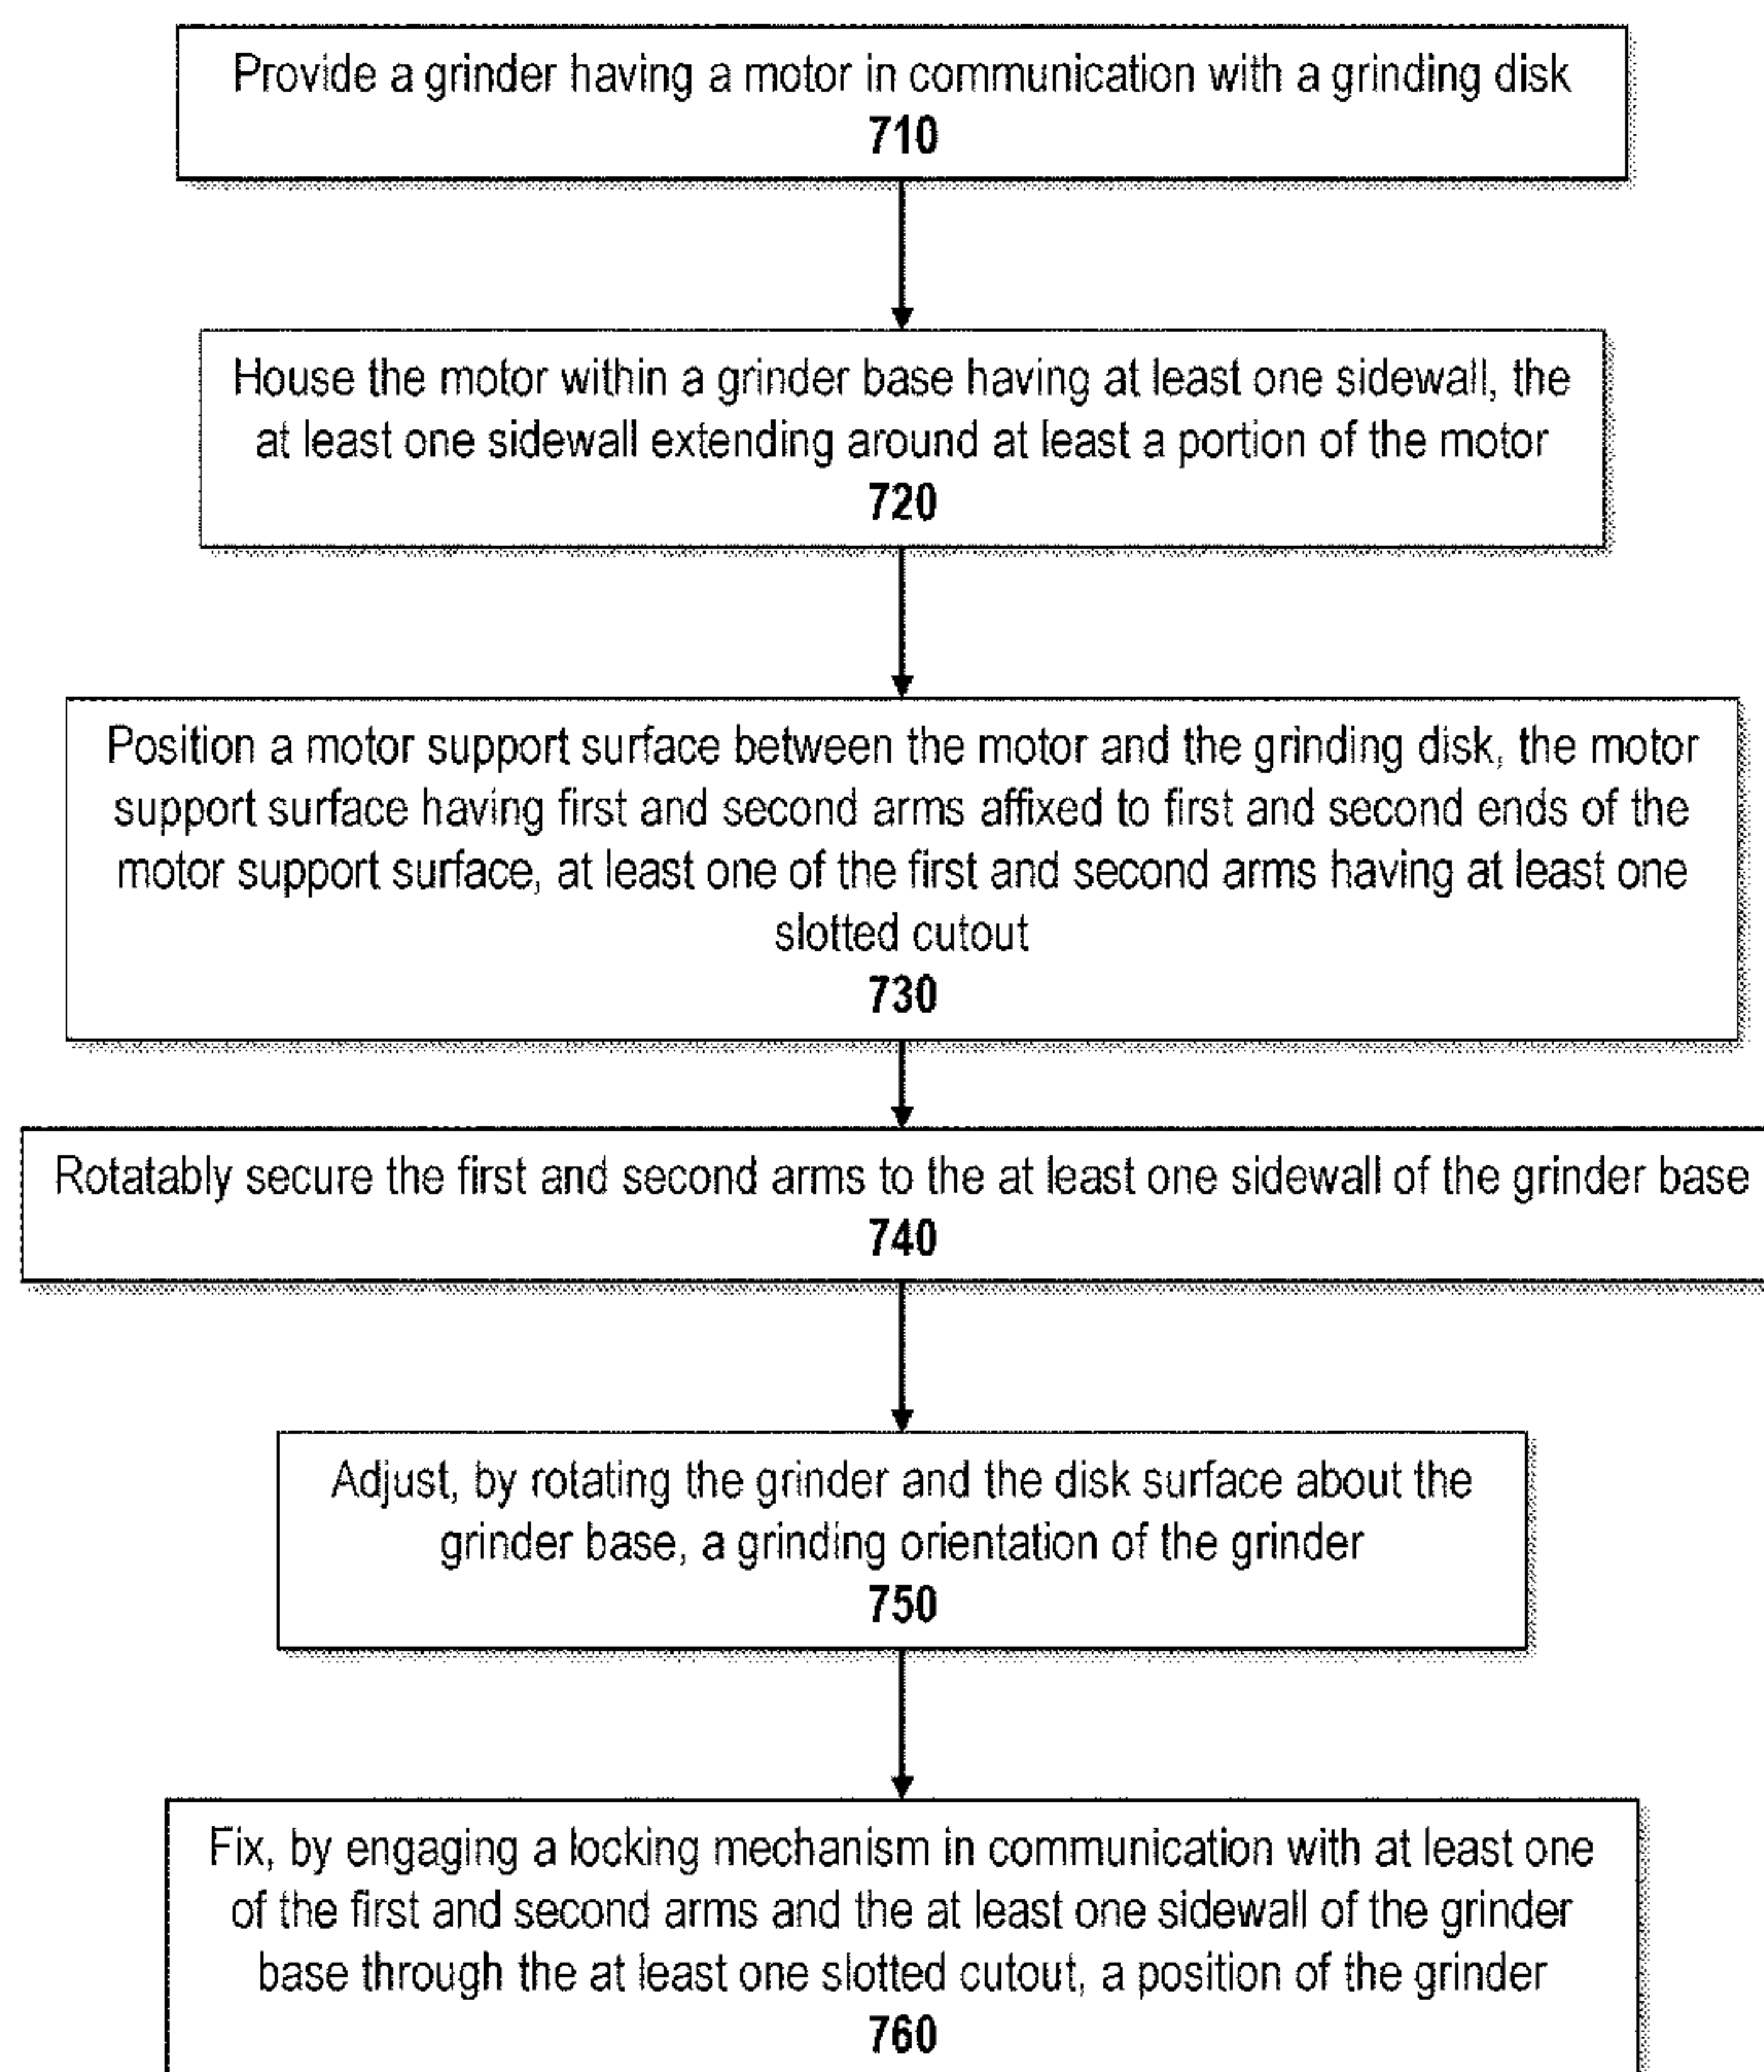 Provide a grinder having a motor in communication with a grinding disk
710
House the motor within a grinder base having at least one sidewall, the
at least one sidewall extending around at least a portion of the motor
720
Position a motor support surface between the motor and the grinding disk, the motor
support surface having first and second arms affixed to first and second ends of the
motor support surface, at least one of the first and second arms having at least one
slotted cutout
730
Rotatably secure the first and second arms to the at least one sidewall of the grinder base
740
Adjust, by rotating the grinder and the disk surface about the
grinder base, a grinding orientation of the grinder
750
Fix, by engaging a locking mechanism in communication with at least one
of the first and second arms and the at least one sidewall of the grinder
base through the at least one slotted cutout, a position of the grinder
760